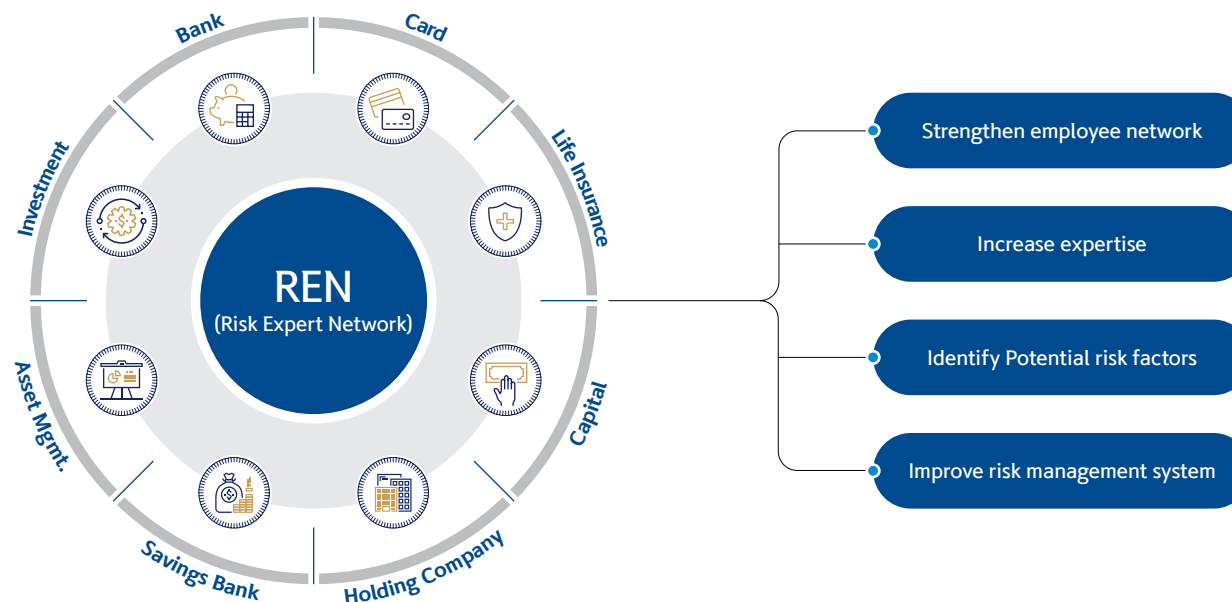 Bank
Card
Life Insurance
Capital
Holding Company
Savings Bank
Asset Mgmt.
Investment
REN
(Risk Expert Network)
Strengthen employee network
Increase expertise
Identify Potential risk factors
Improve risk management system